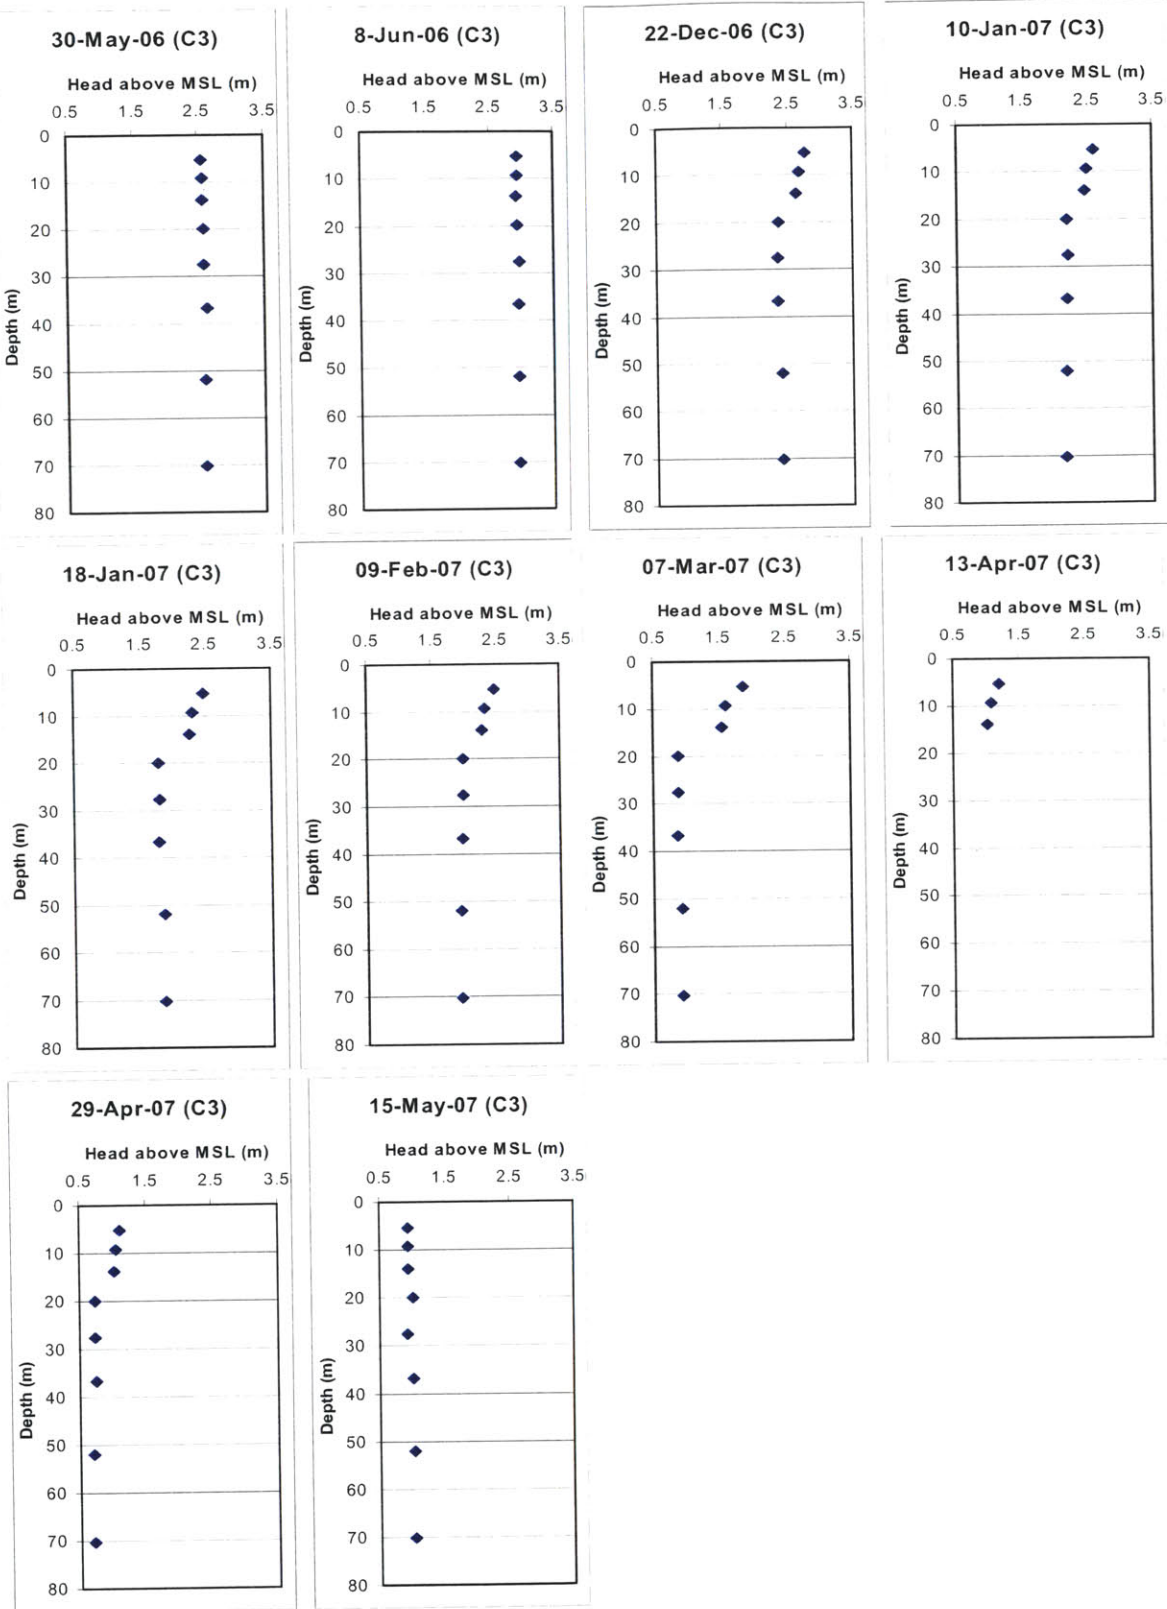 30-May-06 (C3)
Head above MSL (m)
0.5 1.5 2.5 3.5
0
10
20
30
40
50
60
70
80
Depth (m)
8-Jun-06 (C3)
Head above MSL (m)
0.5 1.5 2.5 3.5
0
10
20
30
40
50
60
70
80
Depth (m)
22-Dec-06 (C3)
Head above MSL (m)
0.5 1.5 2.5 3.5
0
10
20
30
40
50
60
70
80
Depth (m)
10-Jan-07 (C3)
Head above MSL (m)
0.5 1.5 2.5 3.5
0
10
20
30
40
50
60
70
80
Depth (m)
18-Jan-07 (C3)
Head above MSL (m)
0.5 1.5 2.5 3.5
0
10
20
30
40
50
60
70
80
Depth (m)
09-Feb-07 (C3)
Head above MSL (m)
0.5 1.5 2.5 3.5
0
10
20
30
40
50
60
70
80
Depth (m)
07-Mar-07 (C3)
Head above MSL (m)
0.5 1.5 2.5 3.5
0
10
20
30
40
50
60
70
80
Depth (m)
13-Apr-07 (C3)
Head above MSL (m)
0.5 1.5 2.5 3.5
0
10
20
30
40
50
60
70
80
Depth (m)
29-Apr-07 (C3)
Head above MSL (m)
0.5 1.5 2.5 3.5
0
10
20
30
40
50
60
70
80
Depth (m)
15-May-07 (C3)
Head above MSL (m)
0.5 1.5 2.5 3.5
0
10
20
30
40
50
60
70
80
Depth (m)